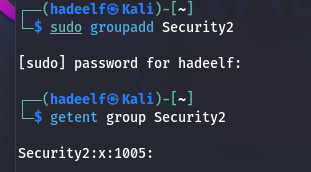 ┌──(hadeelf㉿Kali)-[~]
└─$ sudo groupadd Security2
[sudo] password for hadeelf:
┌──(hadeelf㉿Kali)-[~]
└─$ getent group Security2
Security2:x:1005: